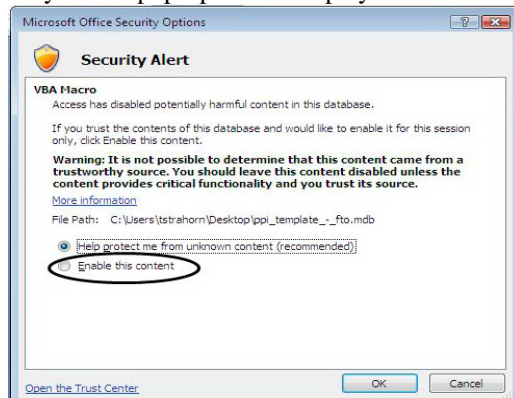 Microsoft Office Security Options
Security Alert
VBA Macro
Access has disabled potentially harmful content in this database.
If you trust the contents of this database and would like to enable it for this session
only, click Enable this content.
Warning: It is not possible to determine that this content came from a
trustworthy source. You should leave this content disabled unless the
content provides critical functionality and you trust its source.
More information
File Path: C:\Users\tstrahorn\Desktop\ppi_template_-_fto.mdb
Help protect me from unknown content (recommended)
Enable this content
Open the Trust Center
OK
Cancel